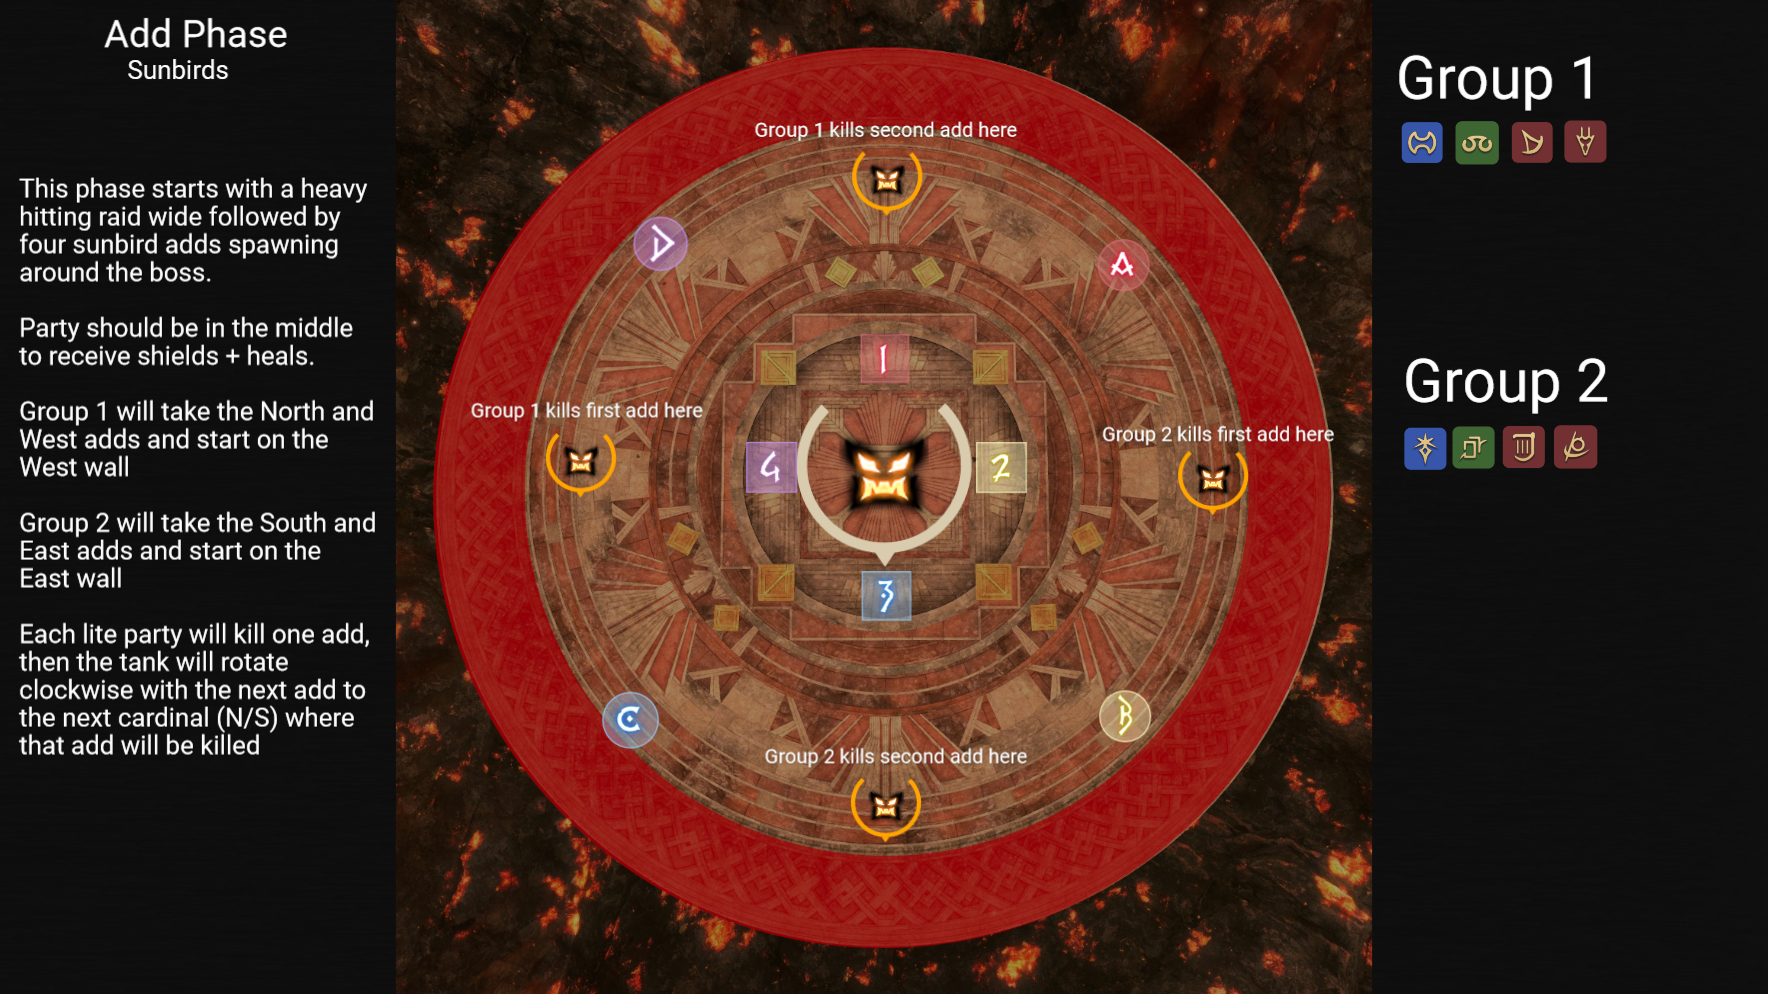 Add Phase
Sunbirds
This phase starts with a heavy
hitting raid wide followed by
four sunbird adds spawning
around the boss.
Party should be in the middle
to receive shields + heals.
Group 1 will take the North and
West adds and start on the
West wall
Group 2 will take the South and
East adds and start on the
East wall
Each lite party will kill one add,
then the tank will rotate
clockwise with the next add to
the next cardinal (N/S) where
that add will be killed
Group 1 kills second add here
D
A
1
Group 1 kills first add here
Group 2 kills first add here
4
2
3
C
B
Group 2 kills second add here
Group 1
Group 2